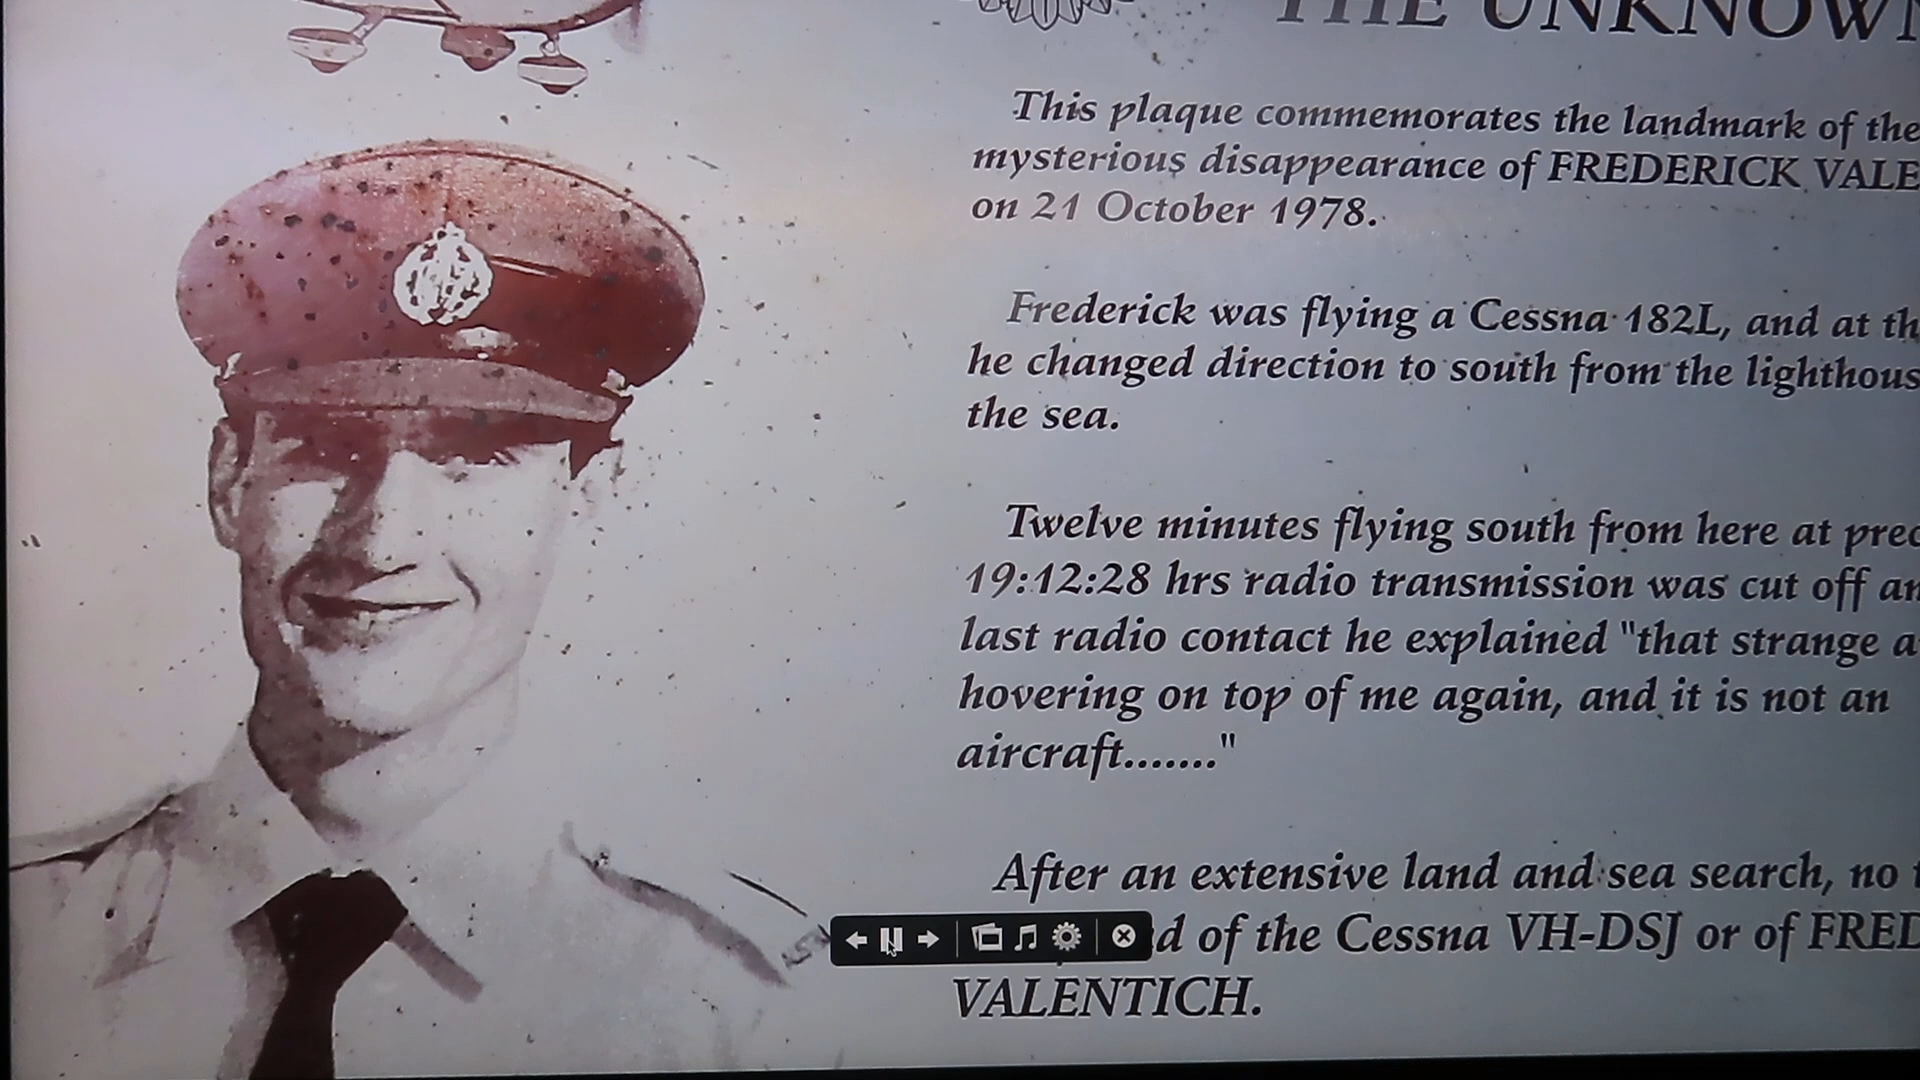 THE UNKNOWN
This plaque commemorates the landmark of the
mysterious disappearance of FREDERICK VALE
on 21 October 1978.
Frederick was flying a Cessna 182L, and at th
he changed direction to south from the lighthous
the sea.
Twelve minutes flying south from here at prec
19:12:28 hrs radio transmission was cut off an
last radio contact he explained "that strange a
hovering on top of me again, and it is not an
aircraft......."
After an extensive land and sea search, no t
d of the Cessna VH-DSJ or of FRED
VALENTICH.